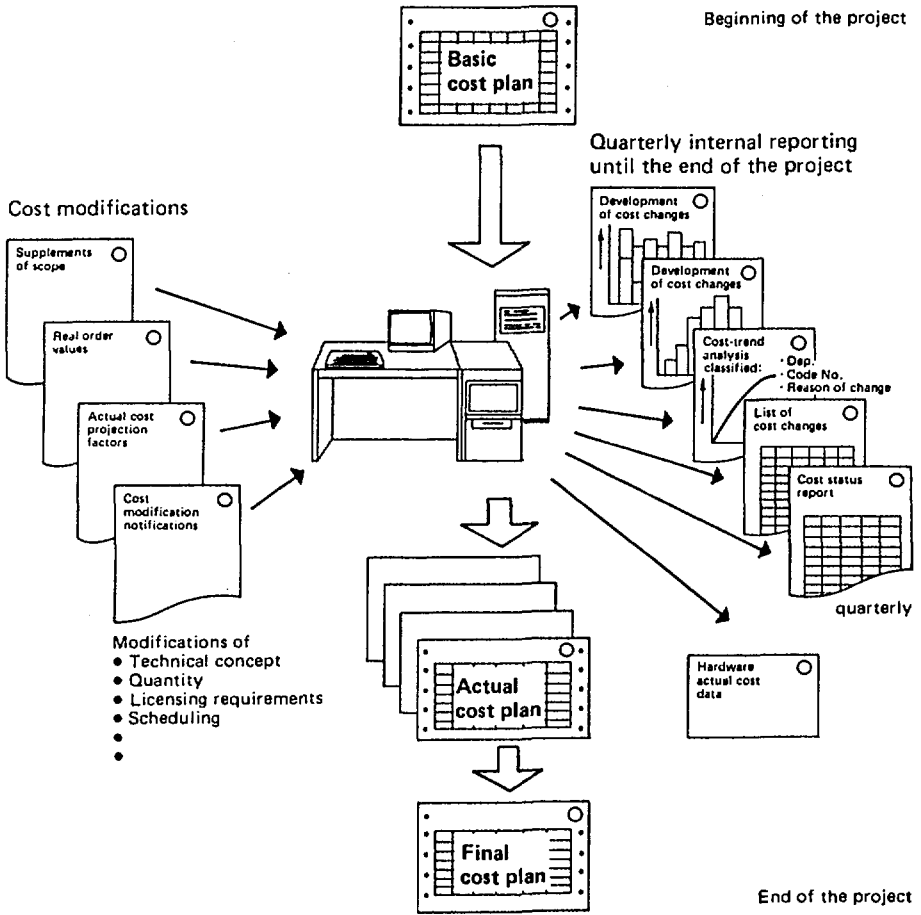 Beginning of the project
Basic
cost plan
Quarterly internal reporting
until the end of the project
Cost modifications
Supplements
of scope
Real order
values
Actual cost
projection
factors
Cost
modification
notifications
Modifications of
• Technical concept
• Quantity
• Licensing requirements
• Scheduling
•
•
Development
of cost changes
Development
of cost changes
Cost-trend
analysis
classified:
· Dep.
· Code No.
· Reason of change
List of
cost changes
Cost status
report
quarterly
Hardware
actual cost
data
Actual
cost plan
Final
cost plan
End of the project